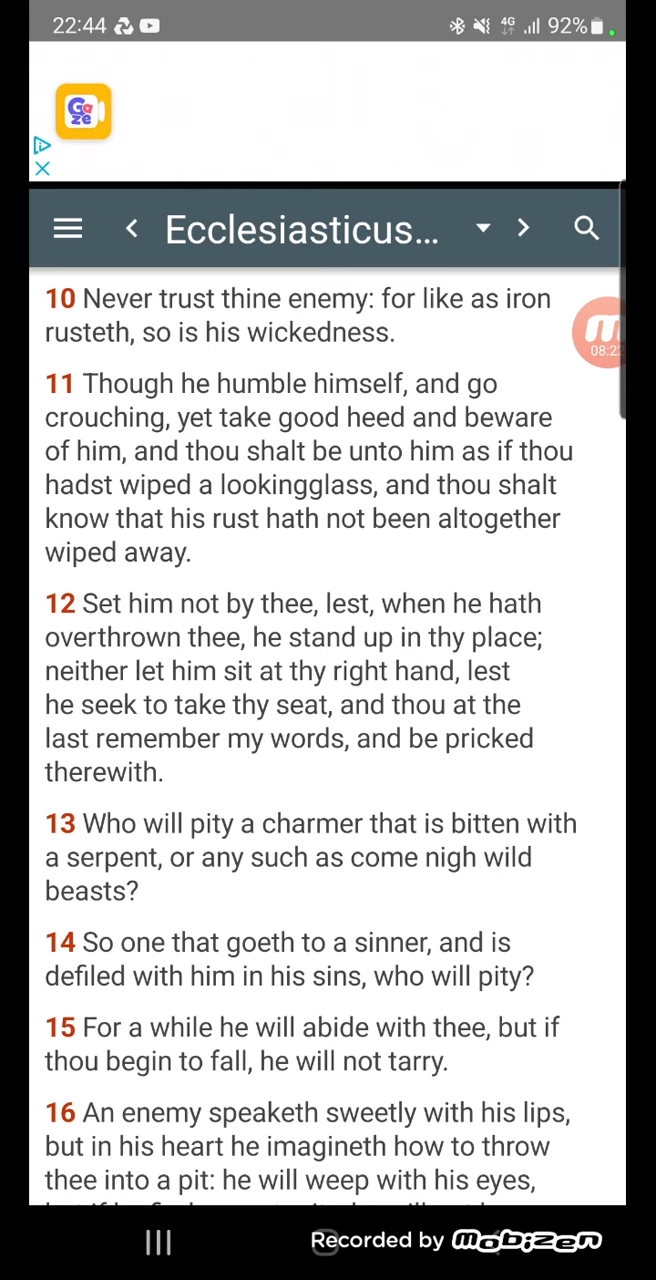 22:44
4G
92%
Go
ze
Ecclesiasticus...
10 Never trust thine enemy: for like as iron
rusteth, so is his wickedness.
08:22
11 Though he humble himself, and go
crouching, yet take good heed and beware
of him, and thou shalt be unto him as if thou
hadst wiped a lookingglass, and thou shalt
know that his rust hath not been altogether
wiped away.
12 Set him not by thee, lest, when he hath
overthrown thee, he stand up in thy place;
neither let him sit at thy right hand, lest
he seek to take thy seat, and thou at the
last remember my words, and be pricked
therewith.
13 Who will pity a charmer that is bitten with
a serpent, or any such as come nigh wild
beasts?
14 So one that goeth to a sinner, and is
defiled with him in his sins, who will pity?
15 For a while he will abide with thee, but if
thou begin to fall, he will not tarry.
16 An enemy speaketh sweetly with his lips,
but in his heart he imagineth how to throw
thee into a pit: he will weep with his eyes,
Recorded by mobizen